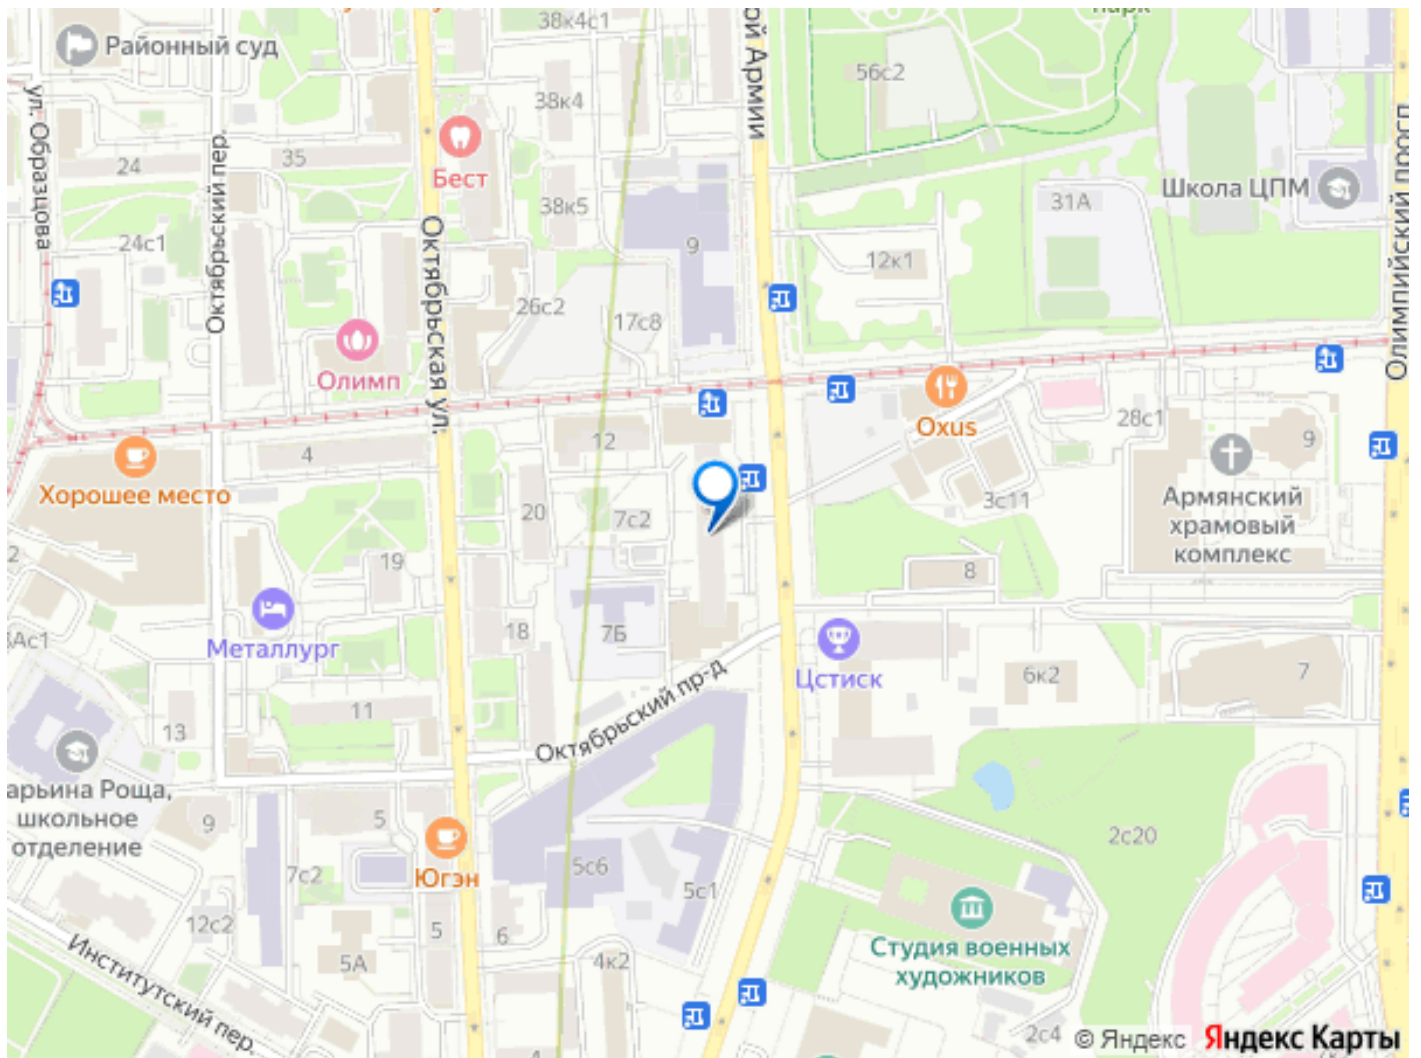 38к4с1
парк
Районный суд
ой Армии
56с2
ул. Образцова
38к4
Октябрьский пер.
35
24
Бест
Олимпийский просп
Школа ЦПМ
31А
38к5
Октябрьская ул.
24с1
9
12к1
26с2
17с8
Олимп
Oxus
28с1
9
12
4
Хорошее место
Армянский
храмовый
комплекс
3с11
20
7с2
19
8
18
7Б
Ас1
Металлург
Цстиск
6к2
7
Октябрьский пр-д
11
13
арьина Роща,
школьное
отделение
9
5
2с20
Югэн
7с2
5с6
5с1
12с2
5
6
Студия военных
художников
5А
4к2
Институтский пер.
2с4
4
© Яндекс Яндекс Карты